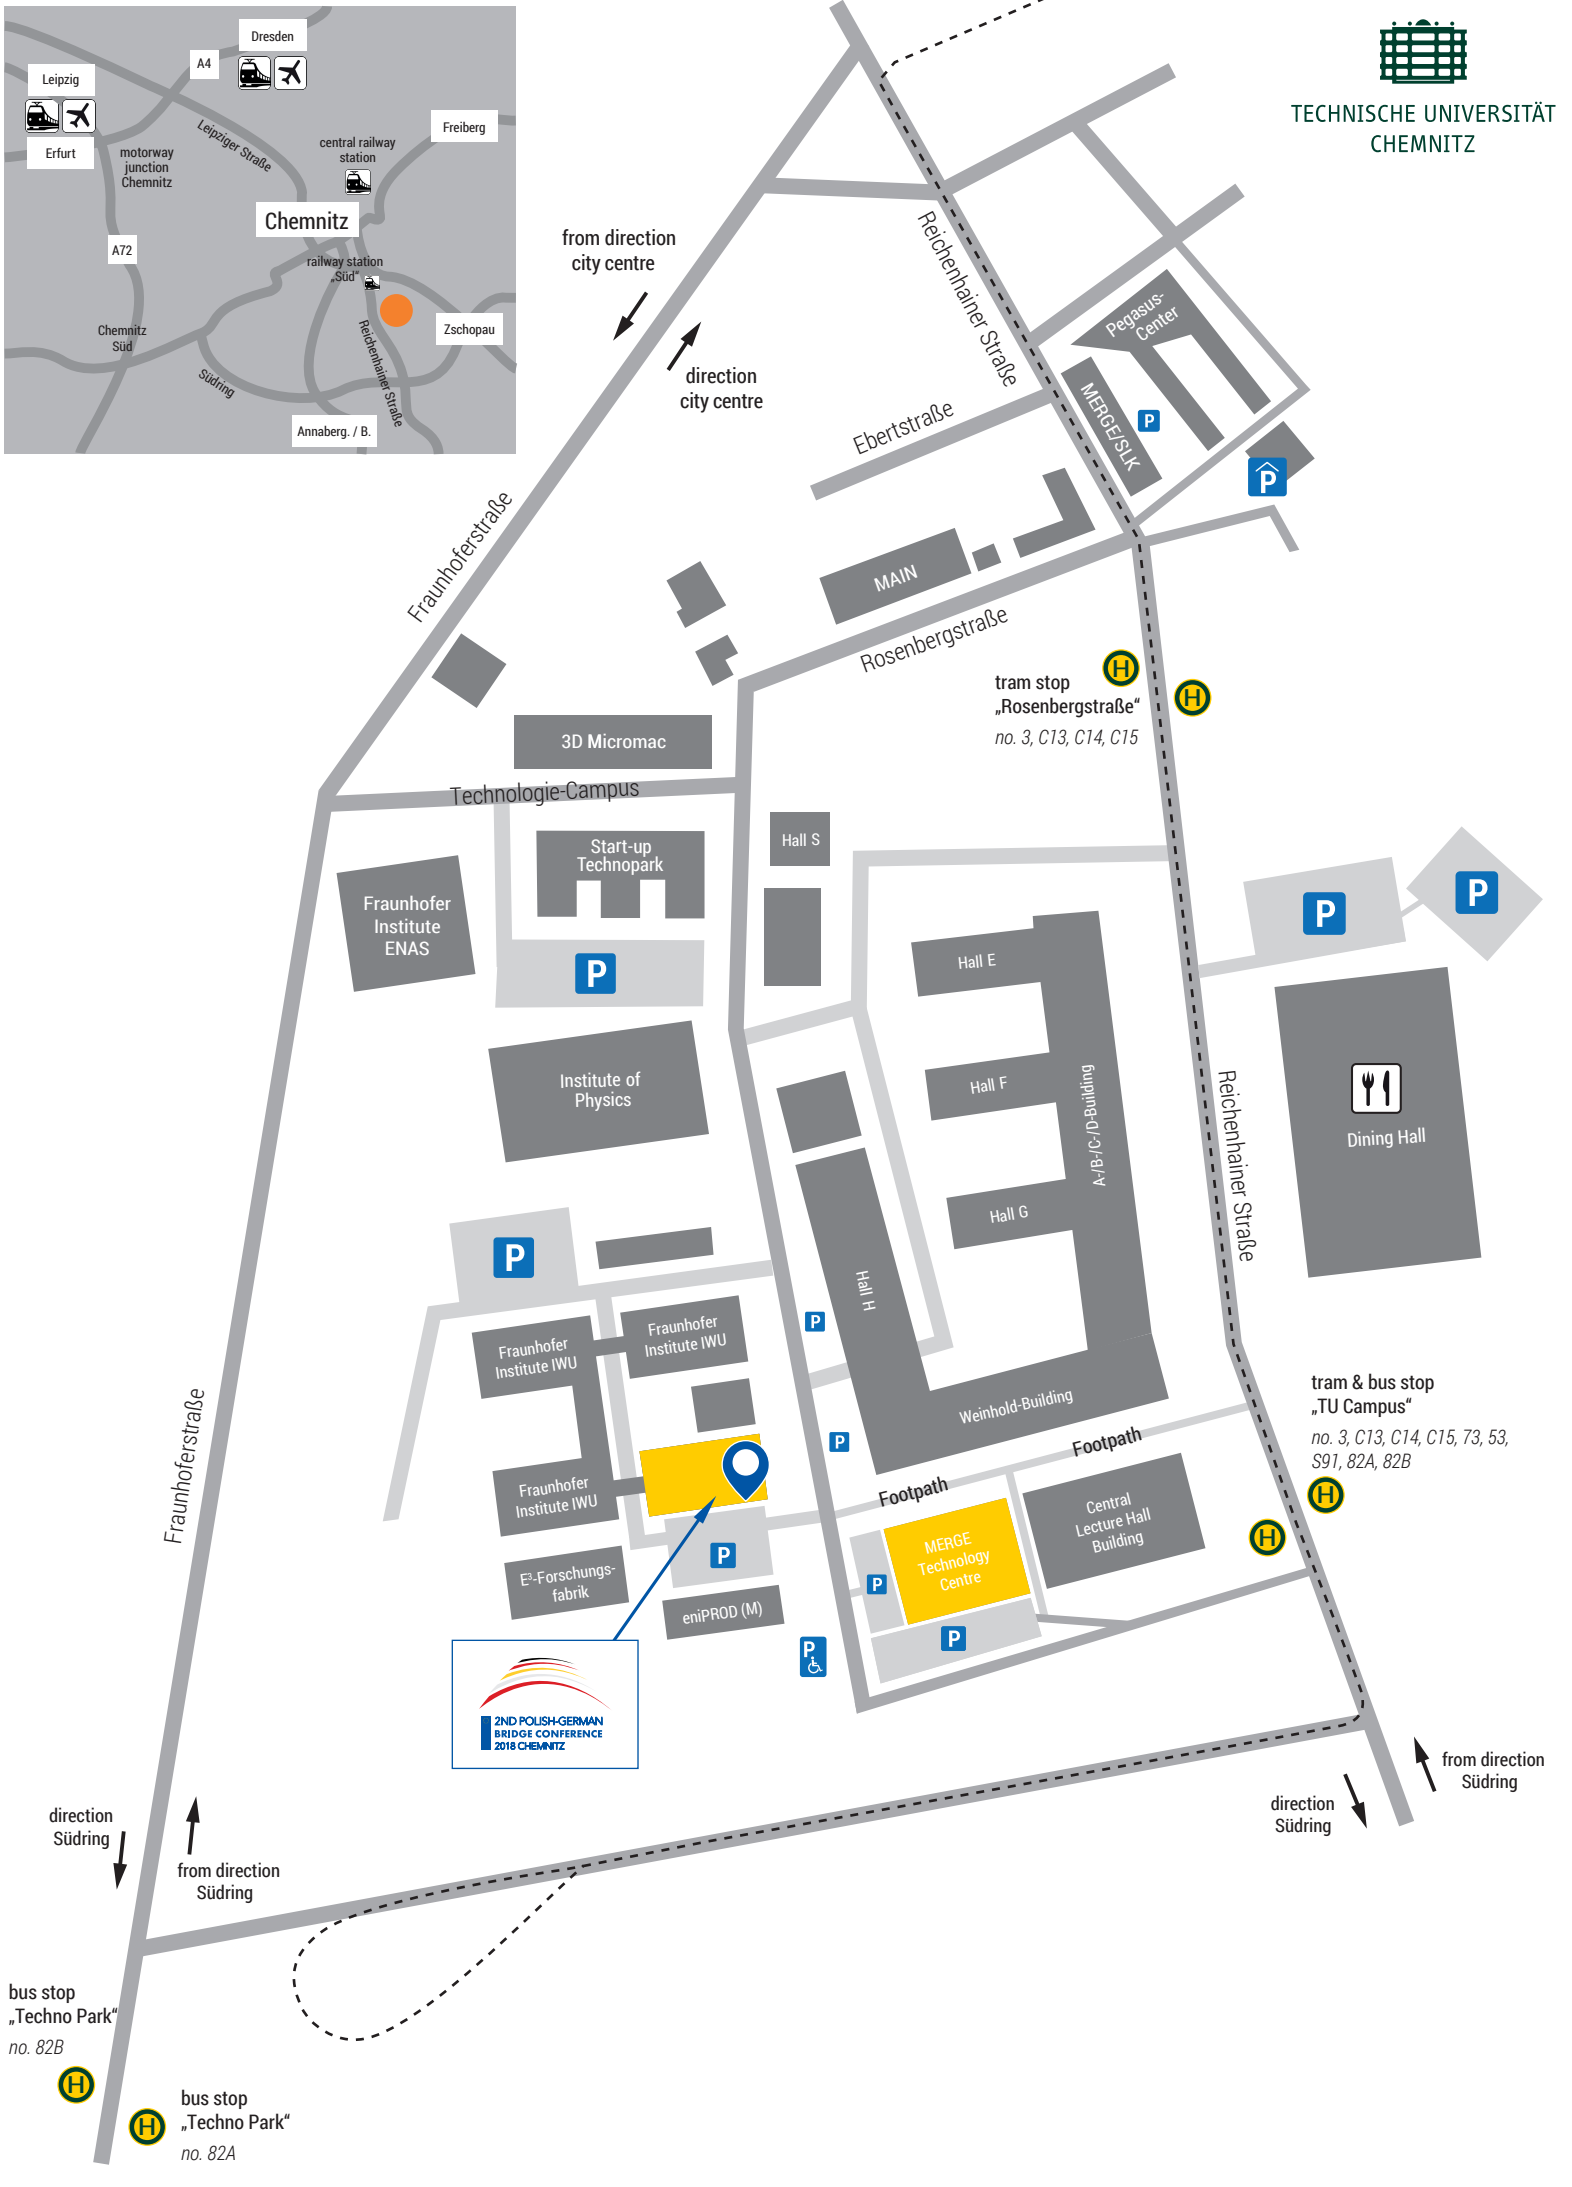 Dresden
A4
Leipzig
Erfurt
motorway
junction
Chemnitz
Leipziger Straße
central railway
station
Freiberg
Chemnitz
A72
railway station
„Süd“
Chemnitz
Süd
Zschopau
Südring
Reichenhainer Straße
Annaberg. / B.
TECHNISCHE UNIVERSITÄT
CHEMNITZ
from direction
city centre
direction
city centre
Reichenhainer Straße
Pegasus-
Center
MERGE/SLK
P
P
Ebertstraße
Fraunhoferstraße
MAIN
Rosenbergstraße
tram stop
„Rosenbergstraße“
no. 3, C13, C14, C15
H
H
3D Micromac
Technologie-Campus
Start-up
Technopark
Hall S
Fraunhofer
Institute
ENAS
P
P
P
Hall E
Institute of
Physics
Hall F
A-/B-/C-/D-Building
Reichenhainer Straße
Dining Hall
Hall G
P
Hall H
P
Fraunhofer
Institute IWU
Fraunhofer
Institute IWU
Weinhold-Building
P
Footpath
Footpath
tram & bus stop
„TU Campus“
no. 3, C13, C14, C15, 73, 53,
S91, 82A, 82B
H
H
Fraunhoferstraße
Fraunhofer
Institute IWU
Central
Lecture Hall
Building
MERGE
Technology
Centre
P
P
P
E³-Forschungs-
fabrik
eniPROD (M)
P
2ND POLISH-GERMAN
BRIDGE CONFERENCE
2018 CHEMNITZ
from direction
Südring
direction
Südring
direction
Südring
from direction
Südring
bus stop
„Techno Park“
no. 82B
H
bus stop
„Techno Park“
no. 82A
H